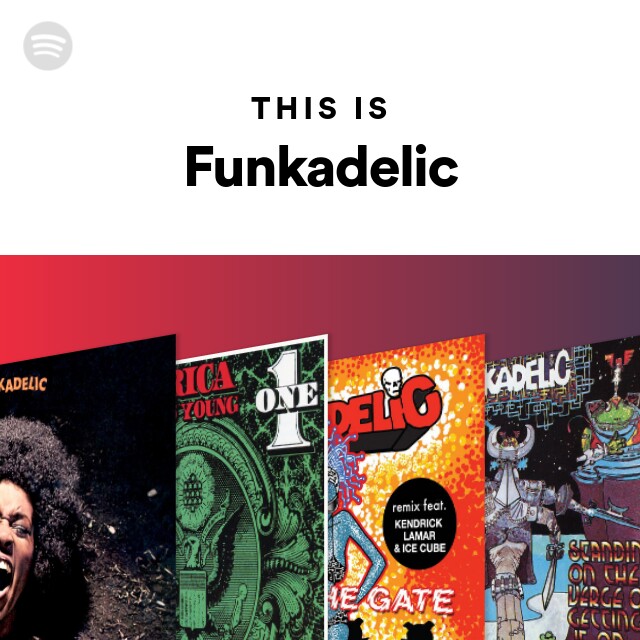 THIS IS
Funkadelic
KADELIC
RICA
YOUNG
1
ONE
DELIC
remix feat.
KENDRICK
LAMAR
& ICE CUBE
HE GATE
KADELIC
STANDIN
ON THE
VERGE O
GETTING